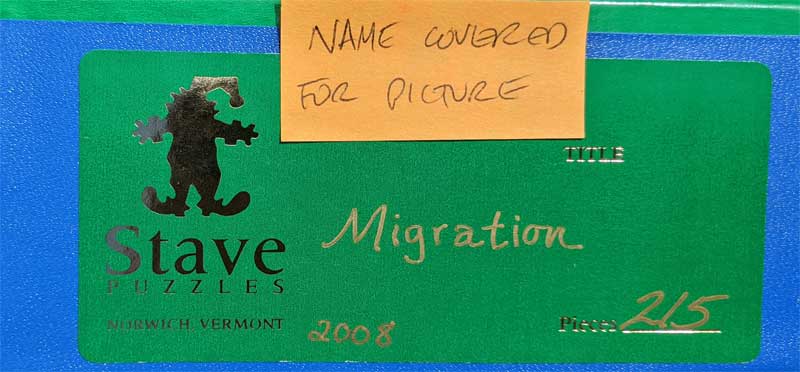 NAME COVERED
FOR PICTURE
TITLE
Migration
Stave
PUZZLES
NORWICH, VERMONT
2008
Pieces 215